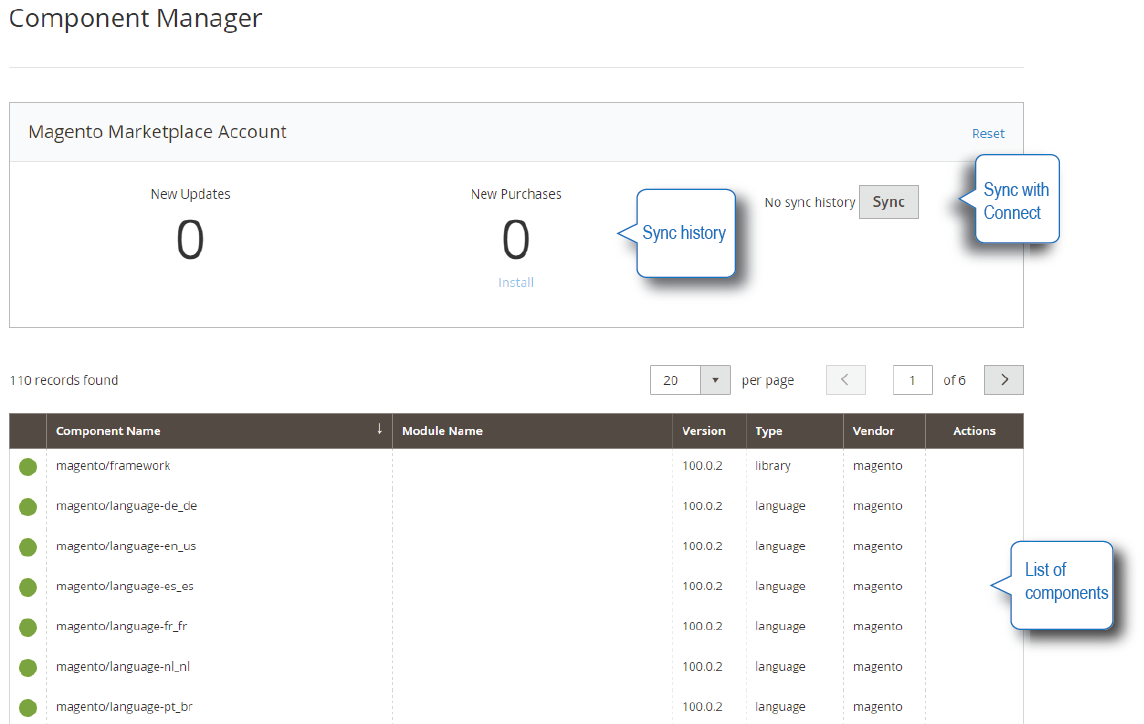 Component Manager
Magento Marketplace Account
Reset
New Updates
0
New Purchases
0
Install
Sync history
No sync history Sync
Sync with
Connect
110 records found
20 per page 1 of 6
Component Name Module Name Version Type Vendor Actions
magento/framework 100.0.2 library magento
magento/language-de_de 100.0.2 language magento
magento/language-en_us 100.0.2 language magento
magento/language-es_es 100.0.2 language magento
magento/language-fr_fr 100.0.2 language magento
magento/language-nl_nl 100.0.2 language magento
magento/language-pt_br 100.0.2 language magento
List of
components